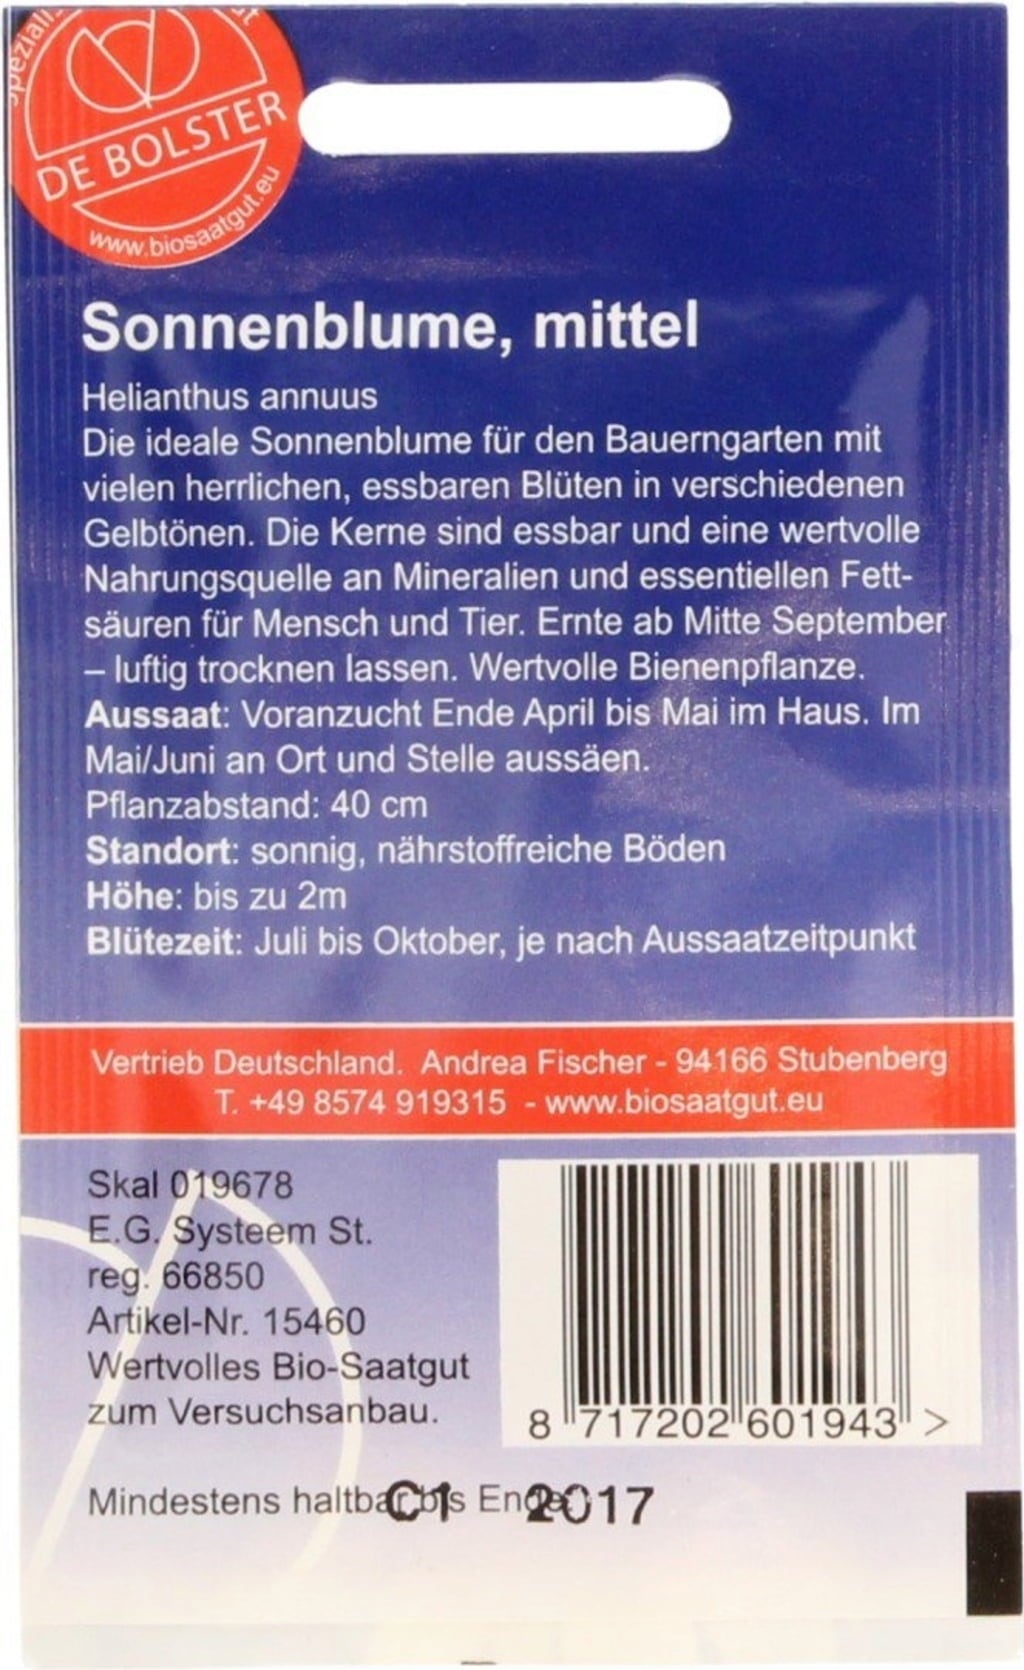 DE BOLSTER
www.biosaatgut.eu
Sonnenblume, mittel
Helianthus annuus
Die ideale Sonnenblume für den Bauerngarten mit
vielen herrlichen, essbaren Blüten in verschiedenen
Gelbtönen. Die Kerne sind essbar und eine wertvolle
Nahrungsquelle an Mineralien und essentiellen Fett-
säuren für Mensch und Tier. Ernte ab Mitte September
– luftig trocknen lassen. Wertvolle Bienenpflanze.
Aussaat: Voranzucht Ende April bis Mai im Haus. Im
Mai/Juni an Ort und Stelle aussäen.
Pflanzabstand: 40 cm
Standort: sonnig, nährstoffreiche Böden
Höhe: bis zu 2m
Blütezeit: Juli bis Oktober, je nach Aussaatzeitpunkt
Vertrieb Deutschland. Andrea Fischer - 94166 Stubenberg
T. +49 8574 919315 - www.biosaatgut.eu
Skal 019678
E.G. Systeem St.
reg. 66850
Artikel-Nr. 15460
Wertvolles Bio-Saatgut
zum Versuchsanbau.
8 717202 601943 >
Mindestens haltbar bis Ende:
C1 2017